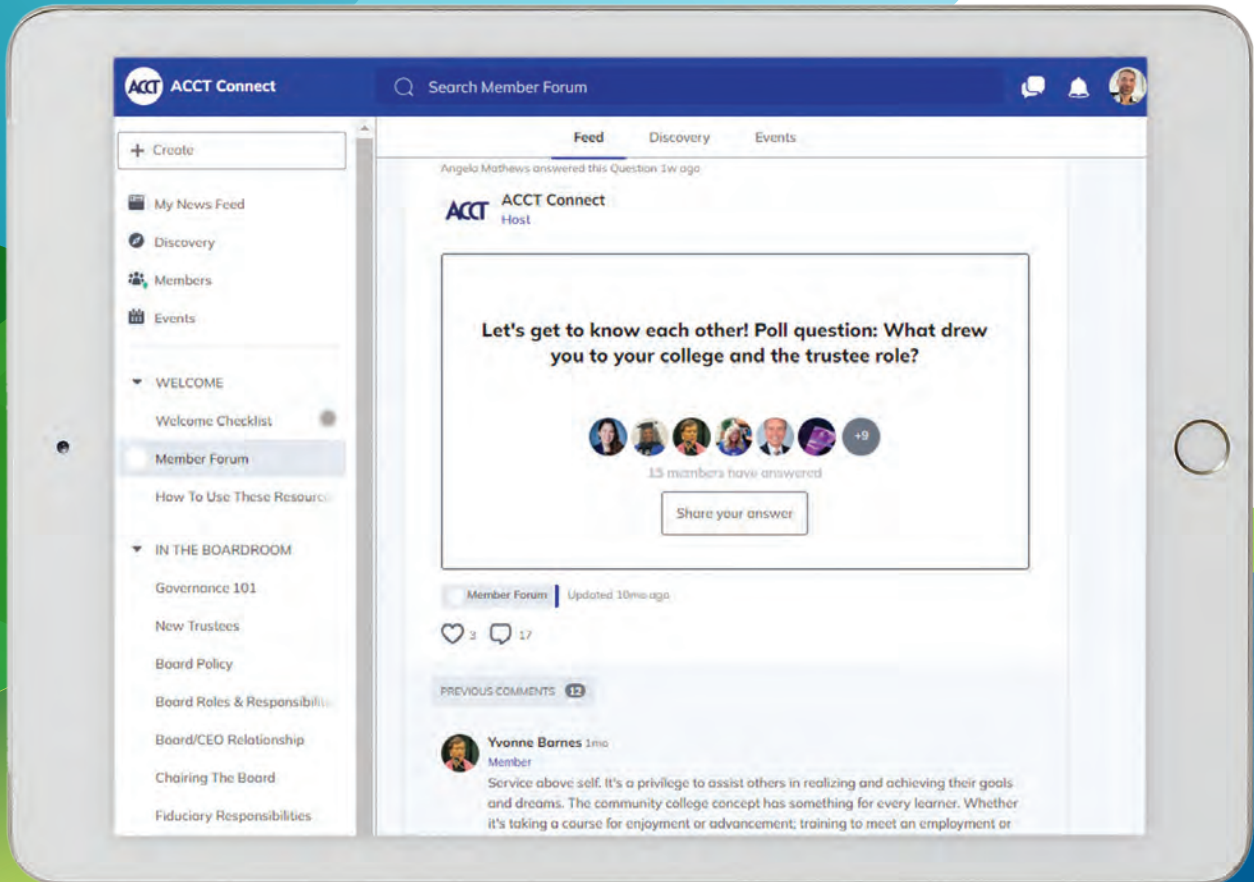 ACCT ACCT Connect
Search Member Forum
+ Create
My News Feed
Discovery
Members
Events
WELCOME
Welcome Checklist
Member Forum
How To Use These Resourc
IN THE BOARDROOM
Governance 101
New Trustees
Board Policy
Board Roles & Responsibili
Board/CEO Relationship
Chairing The Board
Fiduciary Responsibilities
Feed Discovery Events
Angela Mathews answered this Question 1w ago
ACCT ACCT Connect
Host
Let's get to know each other! Poll question: What drew
you to your college and the trustee role?
+9
15 members have answered
Share your answer
Member Forum Updated 10mo ago
3 17
PREVIOUS COMMENTS 12
Yvonne Barnes 1mo
Member
Service above self. It's a privilege to assist others in realizing and achieving their goals
and dreams. The community college concept has something for every learner. Whether
it's taking a course for enjoyment or advancement; training to meet an employment or